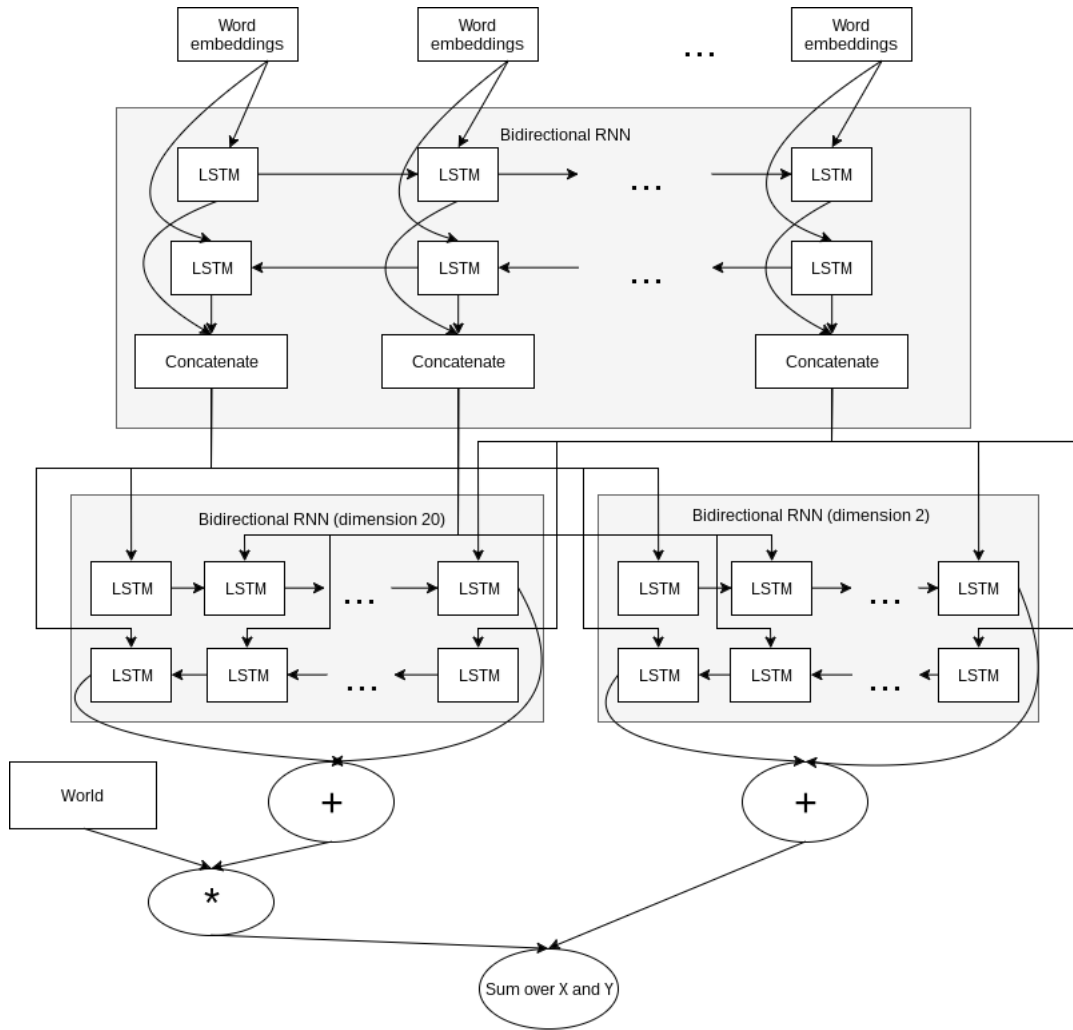 Word
embeddings
Word
embeddings
...
Word
embeddings
Bidirectional RNN
LSTM
LSTM
...
LSTM
LSTM
LSTM
...
LSTM
Concatenate
Concatenate
Concatenate
Bidirectional RNN (dimension 20)
LSTM
LSTM
...
LSTM
LSTM
LSTM
...
LSTM
Bidirectional RNN (dimension 2)
LSTM
LSTM
...
LSTM
LSTM
LSTM
...
LSTM
World
+
+
*
Sum over X and Y